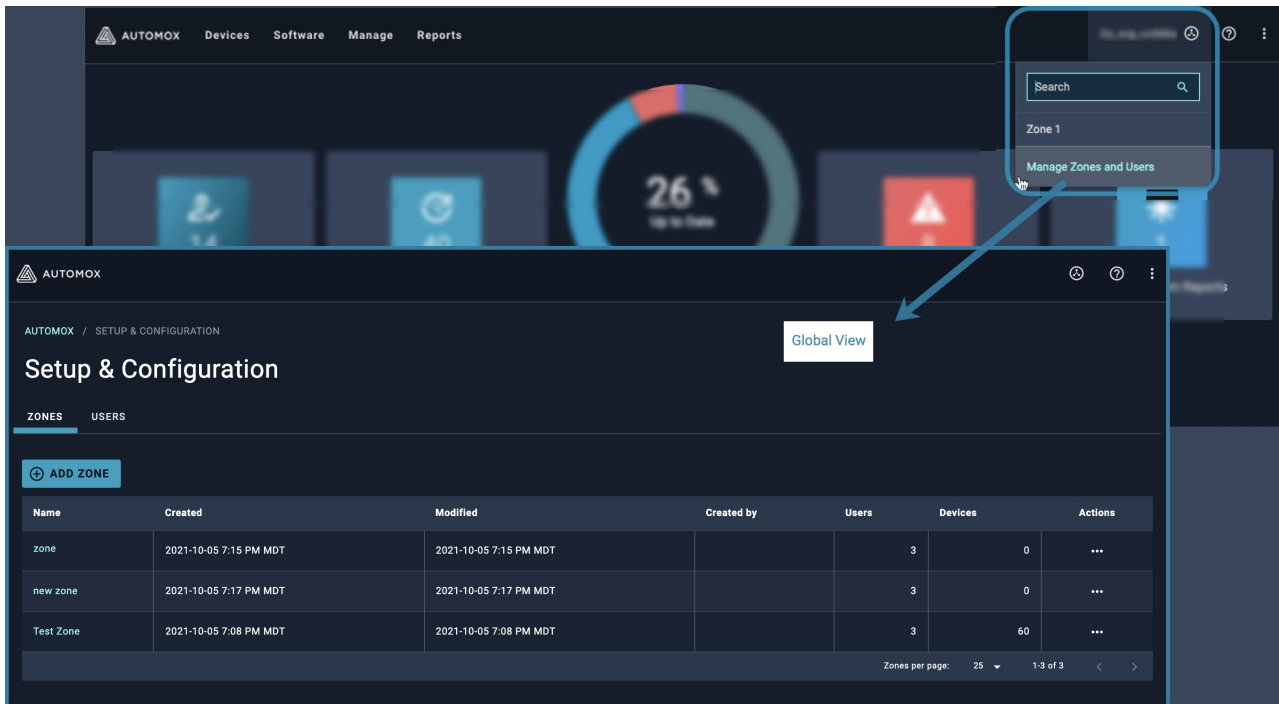 AUTOMOX Devices Software Manage Reports
Search
Zone 1
Manage Zones and Users
26 %
Up to Date
14
40
Reports
AUTOMOX
AUTOMOX / SETUP & CONFIGURATION
Global View
Setup & Configuration
ZONES USERS
ADD ZONE
Name Created Modified Created by Users Devices Actions
zone 2021-10-05 7:15 PM MDT 2021-10-05 7:15 PM MDT 3 0 •••
new zone 2021-10-05 7:17 PM MDT 2021-10-05 7:17 PM MDT 3 0 •••
Test Zone 2021-10-05 7:08 PM MDT 2021-10-05 7:08 PM MDT 3 60 •••
Zones per page: 25 1-3 of 3 < >